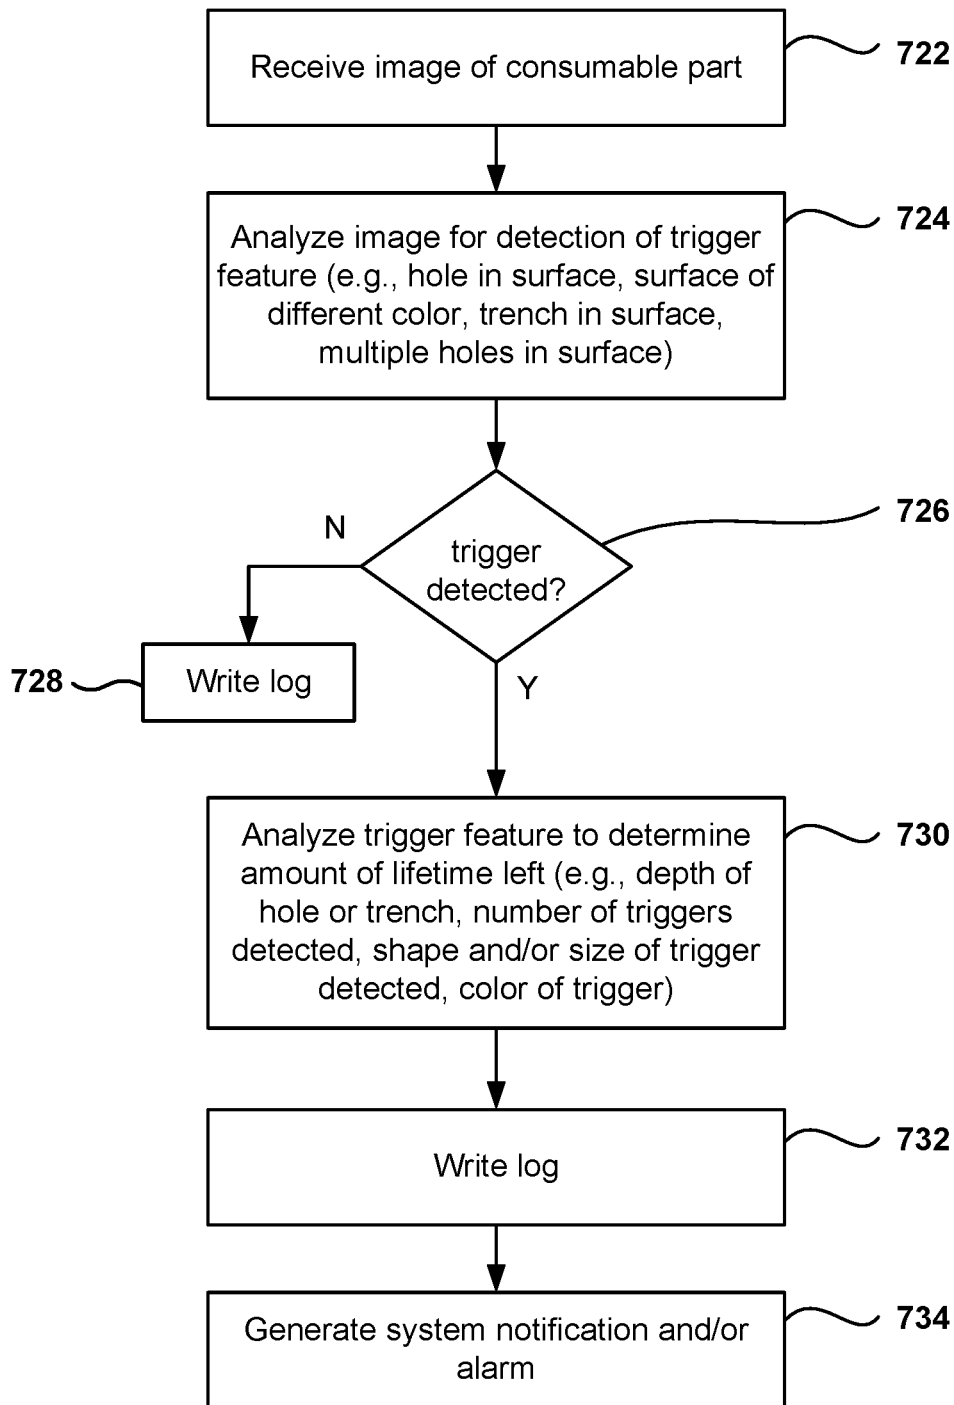 Receive image of consumable part
722
Analyze image for detection of trigger
feature (e.g., hole in surface, surface of
different color, trench in surface,
multiple holes in surface)
724
trigger
detected?
726
N
Y
728
Write log
Analyze trigger feature to determine
amount of lifetime left (e.g., depth of
hole or trench, number of triggers
detected, shape and/or size of trigger
detected, color of trigger)
730
Write log
732
Generate system notification and/or
alarm
734